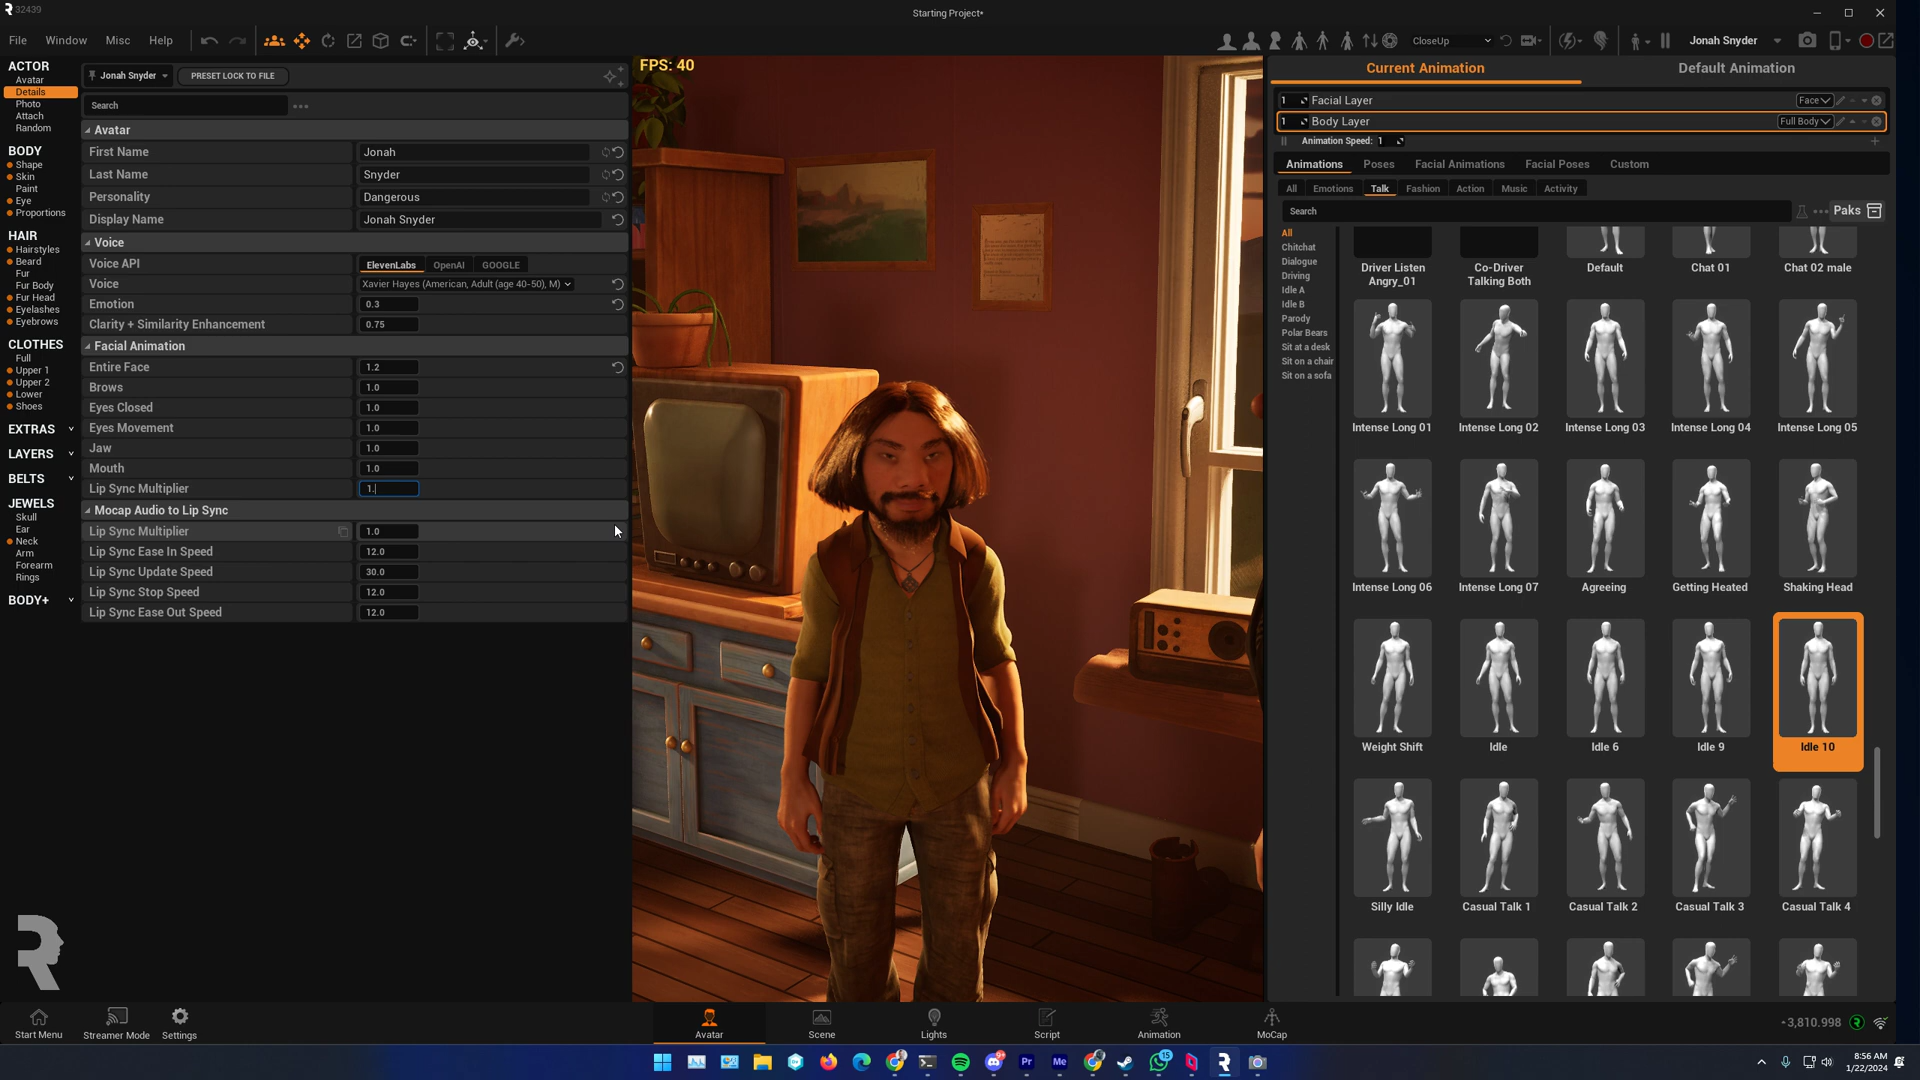 32439
Starting Project*
File Window Misc Help
CloseUp
Jonah Snyder
ACTOR
Avatar
Details
Photo
Attach
Random
BODY
Shape
Skin
Paint
Eye
Proportions
HAIR
Hairstyles
Beard
Fur
Fur Body
Fur Head
Eyelashes
Eyebrows
CLOTHES
Full
Upper 1
Upper 2
Lower
Shoes
EXTRAS
LAYERS
BELTS
JEWELS
Skull
Ear
Neck
Arm
Forearm
Rings
BODY+
Jonah Snyder PRESET LOCK TO FILE
Search
Avatar
First Name Jonah
Last Name Snyder
Personality Dangerous
Display Name Jonah Snyder
Voice
Voice API ElevenLabs OpenAI GOOGLE
Voice Xavier Hayes (American, Adult (age 40-50), M)
Emotion 0.3
Clarity + Similarity Enhancement 0.75
Facial Animation
Entire Face 1.2
Brows 1.0
Eyes Closed 1.0
Eyes Movement 1.0
Jaw 1.0
Mouth 1.0
Lip Sync Multiplier 1.
Mocap Audio to Lip Sync
Lip Sync Multiplier 1.0
Lip Sync Ease In Speed 12.0
Lip Sync Update Speed 30.0
Lip Sync Stop Speed 12.0
Lip Sync Ease Out Speed 12.0
FPS: 40
Current Animation Default Animation
1 Facial Layer Face
1 Body Layer Full Body
Animation Speed: 1
Animations Poses Facial Animations Facial Poses Custom
All Emotions Talk Fashion Action Music Activity
Search Paks
All
Chitchat
Dialogue
Driving
Idle A
Idle B
Parody
Polar Bears
Sit at a desk
Sit on a chair
Sit on a sofa
Driver Listen Angry_01
Co-Driver Talking Both
Default
Chat 01
Chat 02 male
Intense Long 01 Intense Long 02 Intense Long 03 Intense Long 04 Intense Long 05
Intense Long 06 Intense Long 07 Agreeing Getting Heated Shaking Head
Weight Shift Idle Idle 6 Idle 9 Idle 10
Silly Idle Casual Talk 1 Casual Talk 2 Casual Talk 3 Casual Talk 4
Start Menu Streamer Mode Settings
Avatar Scene Lights Script Animation MoCap
3,810.998
Pr Me 15
8:56 AM
1/22/2024